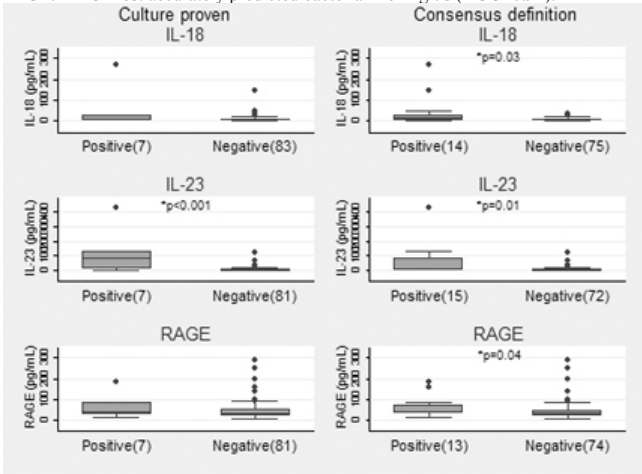 Culture proven
Consensus definition
IL-18
IL-18
*p=0.03
IL-18 (pg/mL)
0 100 200 300
IL-18 (pg/mL)
0 100 200 300
Positive(7) Negative(83)
Positive(14) Negative(75)
IL-23
IL-23
*p<0.001
*p=0.01
IL-23 (pg/mL)
0
IL-23 (pg/mL)
0
Positive(7) Negative(81)
Positive(15) Negative(72)
RAGE
RAGE
*p=0.04
RAGE (pg/mL)
0 100 200 300
RAGE (pg/mL)
0 100 200 300
Positive(7) Negative(81)
Positive(13) Negative(74)